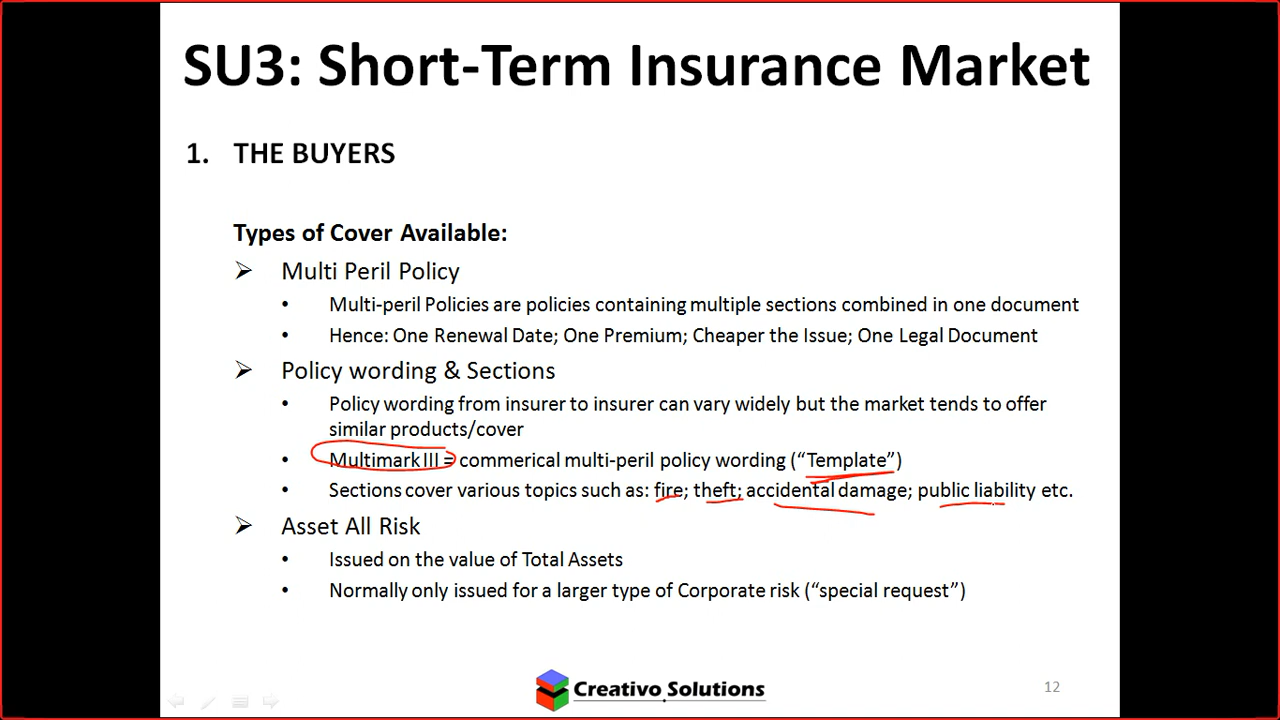 SU3: Short-Term Insurance Market
1. THE BUYERS
Types of Cover Available:
Multi Peril Policy
• Multi-peril Policies are policies containing multiple sections combined in one document
• Hence: One Renewal Date; One Premium; Cheaper the Issue; One Legal Document
Policy wording & Sections
• Policy wording from insurer to insurer can vary widely but the market tends to offer
similar products/cover
• Multimark III = commerical multi-peril policy wording (“Template”)
• Sections cover various topics such as: fire; theft; accidental damage; public liability etc.
Asset All Risk
• Issued on the value of Total Assets
• Normally only issued for a larger type of Corporate risk (“special request”)
Creativo Solutions
12